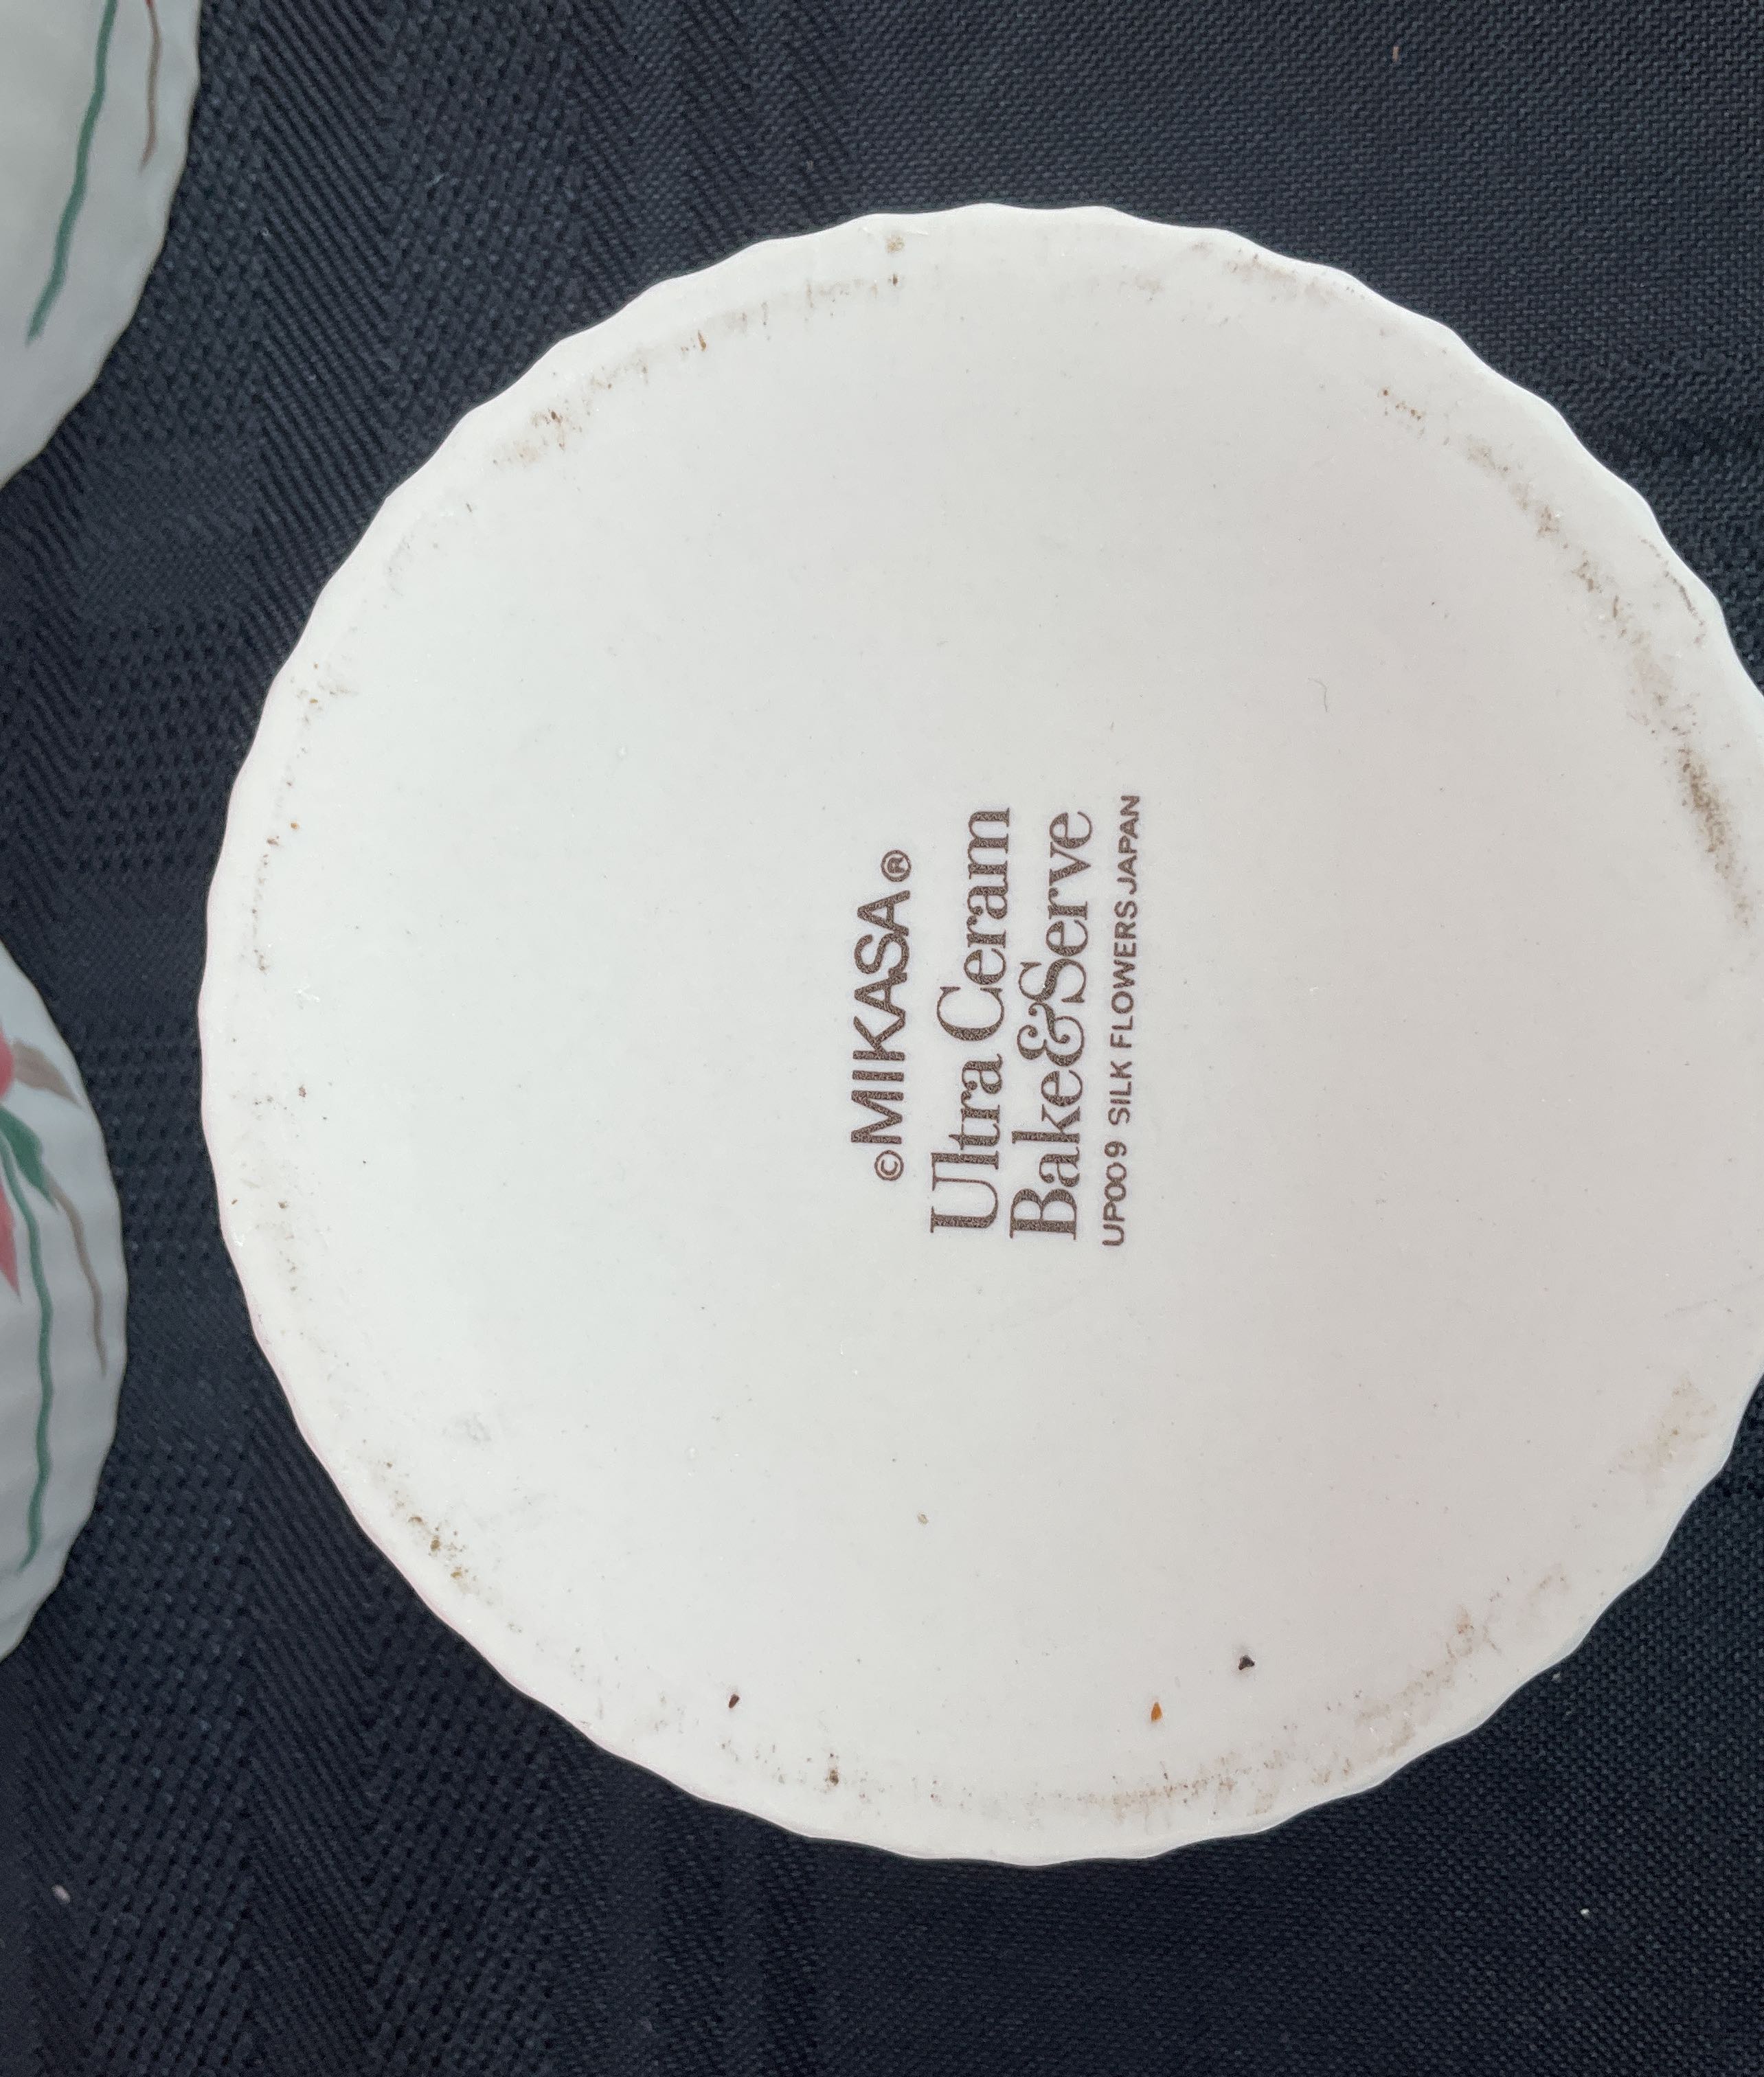 ©MIKASA®
Ultra Ceram
Bake&Serve
UP009 SILK FLOWERS JAPAN